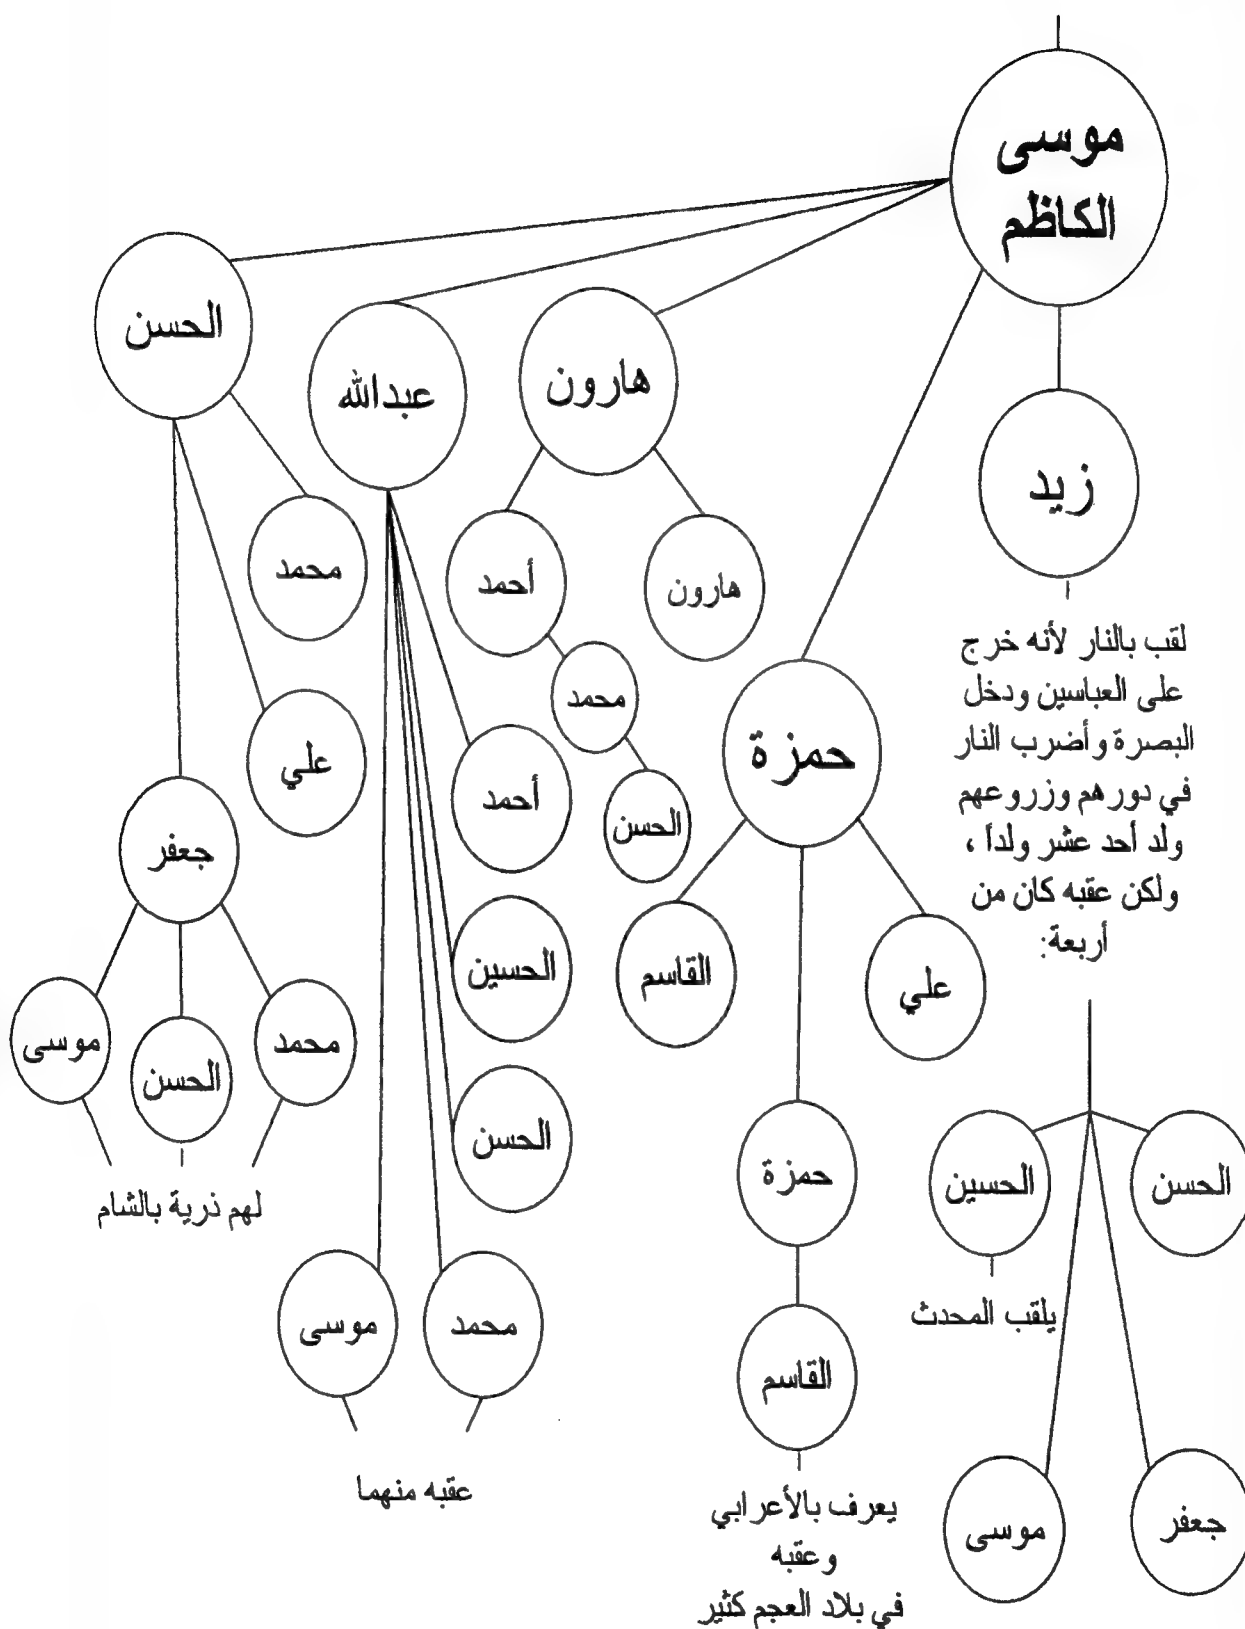 موسى
الكاظم
زيد
لقب بالنار لأنه خرج
على العباسين ودخل
البصرة وأضرب النار
في دورهم وزروعهم
ولد أحد عشر ولداً ،
ولكن عقبه كان من
أربعة:
الحسن
الحسين
يلقب المحدث
جعفر
موسى
حمزة
علي
حمزة
القاسم
يعرف بالأعرابي
وعقبه
في بلاد العجم كثير
القاسم
هارون
هارون
أحمد
محمد
الحسن
عبدالله
أحمد
الحسين
الحسن
محمد
موسى
عقبه منهما
الحسن
محمد
علي
جعفر
محمد
الحسن
موسى
لهم ذرية بالشام